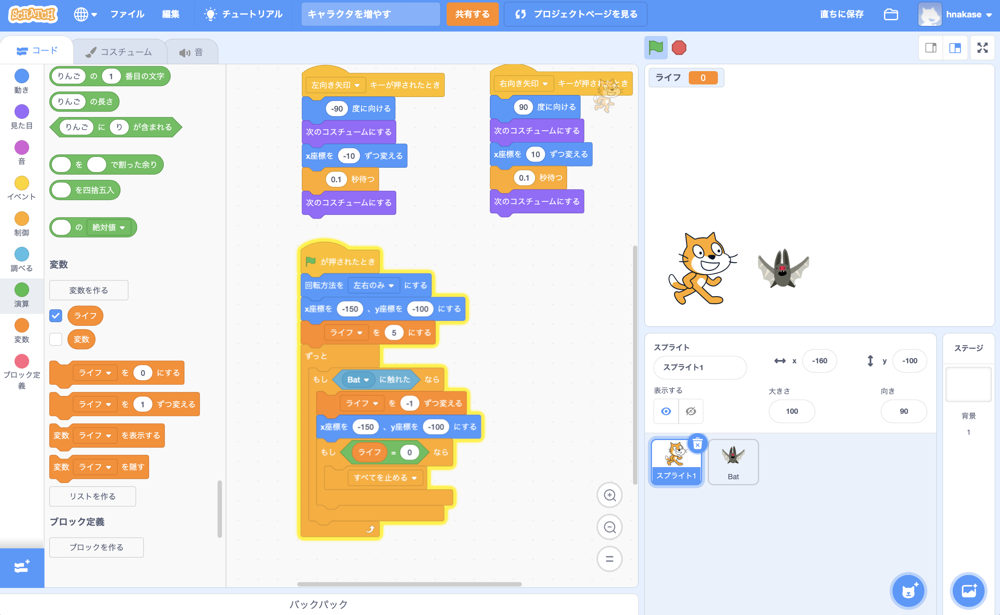 SCRATCH
ファイル
編集
チュートリアル
キャラクタを増やす
共有する
プロジェクトページを見る
直ちに保存
hnakase
コード
コスチューム
音
動き
見た目
音
イベント
制御
調べる
演算
変数
ブロック定
義
りんご の 1 番目の文字
りんご の長さ
りんご に り が含まれる
を で割った余り
を四捨五入
の 絶対値
変数
変数を作る
ライフ
変数
ライフ を 0 にする
ライフ を 1 ずつ変える
変数 ライフ を表示する
変数 ライフ を隠す
リストを作る
ブロック定義
ブロックを作る
左向き矢印 キーが押されたとき
-90 度に向ける
次のコスチュームにする
x座標を -10 ずつ変える
0.1 秒待つ
次のコスチュームにする
右向き矢印 キーが押されたとき
90 度に向ける
次のコスチュームにする
x座標を 10 ずつ変える
0.1 秒待つ
次のコスチュームにする
が押されたとき
回転方法を 左右のみ にする
x座標を -150 、y座標を -100 にする
ライフ を 5 にする
ずっと
もし Bat に触れた なら
ライフ を -1 ずつ変える
x座標を -150 、y座標を -100 にする
もし ライフ = 0 なら
すべてを止める
バックパック
ライフ 0
スプライト
スプライト1
x -160
y -100
表示する
大きさ
100
向き
90
スプライト1
Bat
ステージ
背景
1